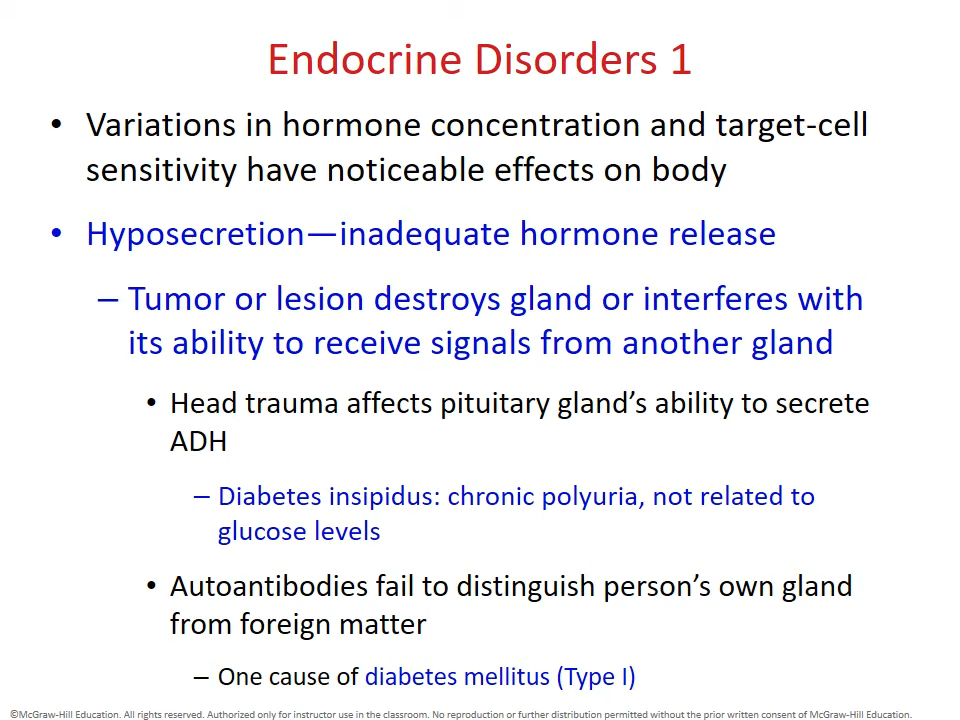 Endocrine Disorders 1
• Variations in hormone concentration and target-cell
sensitivity have noticeable effects on body
• Hyposecretion—inadequate hormone release
– Tumor or lesion destroys gland or interferes with
its ability to receive signals from another gland
• Head trauma affects pituitary gland’s ability to secrete
ADH
– Diabetes insipidus: chronic polyuria, not related to
glucose levels
• Autoantibodies fail to distinguish person’s own gland
from foreign matter
– One cause of diabetes mellitus (Type I)
©McGraw-Hill Education. All rights reserved. Authorized only for instructor use in the classroom. No reproduction or further distribution permitted without the prior written consent of McGraw-Hill Education.